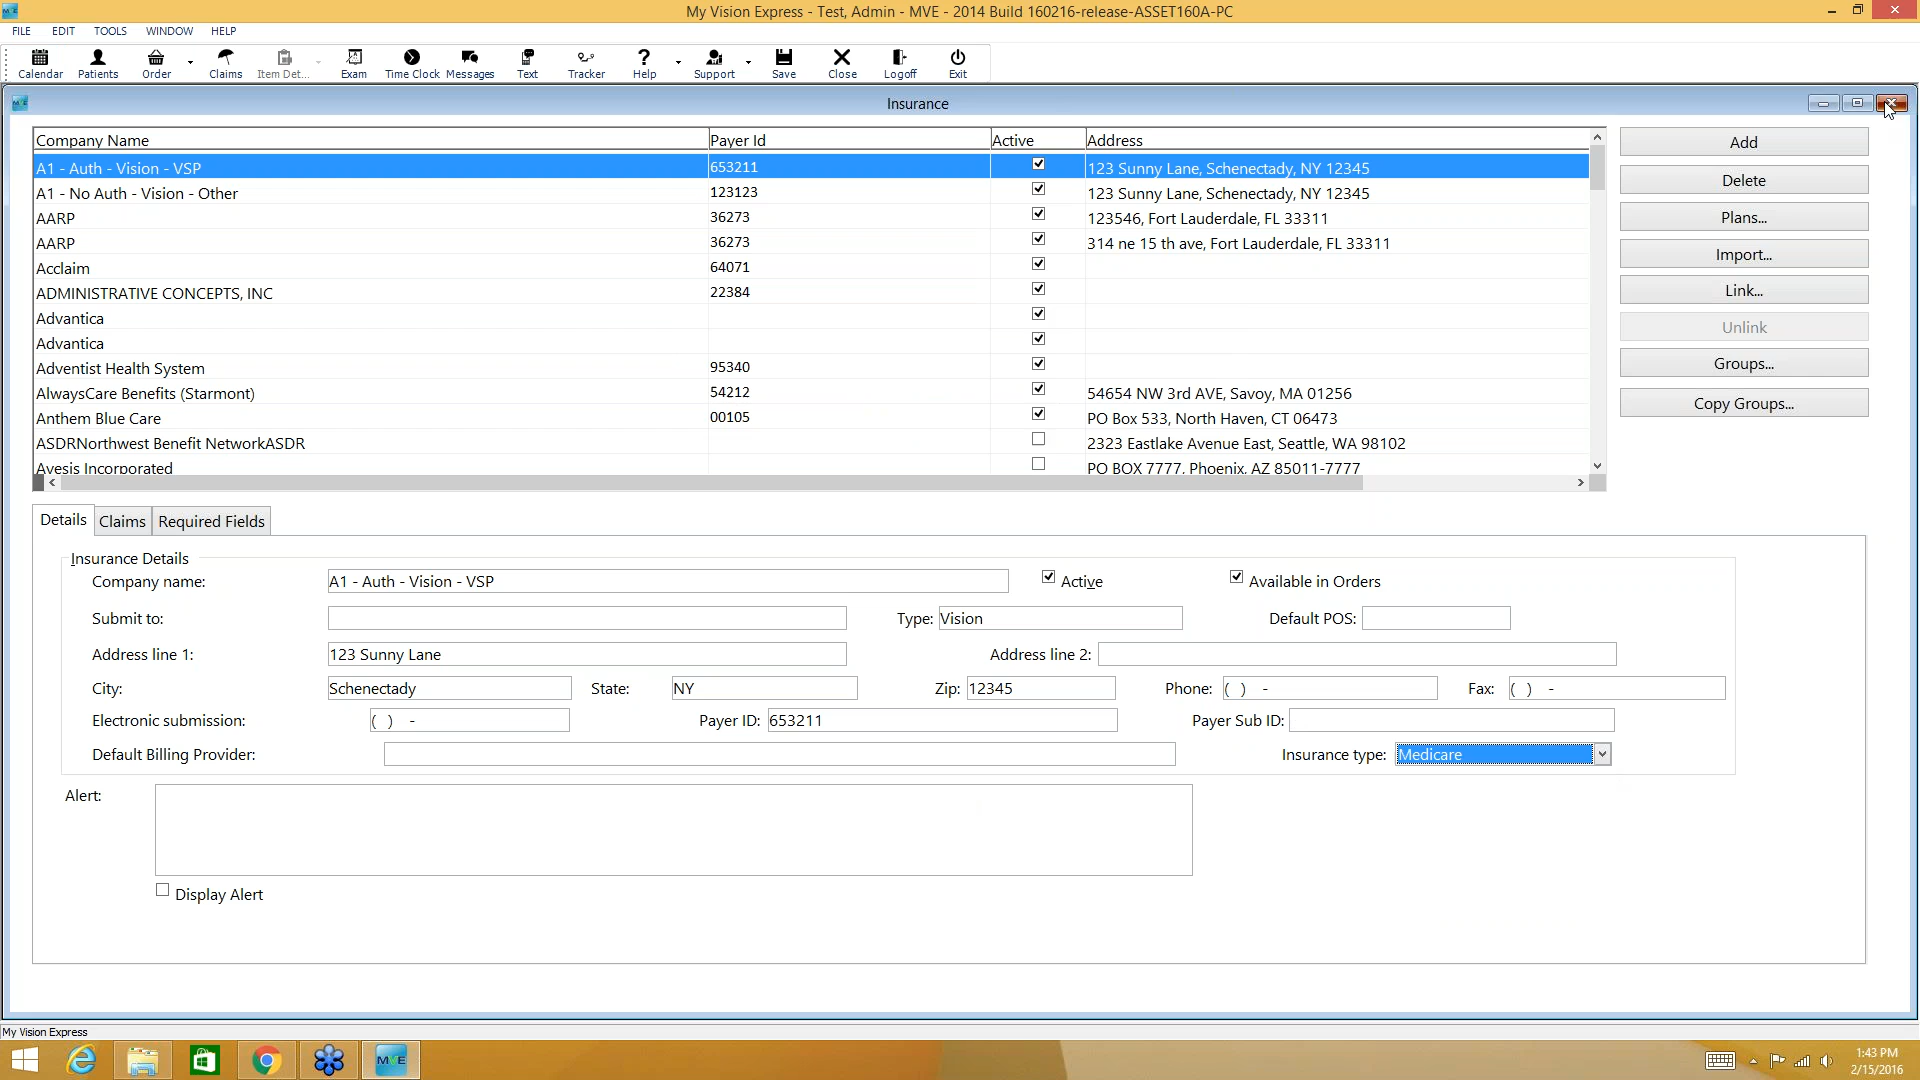 My Vision Express - Test, Admin - MVE - 2014 Build 160216-release-ASSET160A-PC
FILE EDIT TOOLS WINDOW HELP
Calendar Patients Order Claims Item Det... Exam Time Clock Messages Text Tracker Help Support Save Close Logoff Exit
Insurance
Company Name Payer Id Active Address
A1 - Auth - Vision - VSP 653211 123 Sunny Lane, Schenectady, NY 12345
A1 - No Auth - Vision - Other 123123 123 Sunny Lane, Schenectady, NY 12345
AARP 36273 123546, Fort Lauderdale, FL 33311
AARP 36273 314 ne 15 th ave, Fort Lauderdale, FL 33311
Acclaim 64071
ADMINISTRATIVE CONCEPTS, INC 22384
Advantica
Advantica
Adventist Health System 95340
AlwaysCare Benefits (Starmont) 54212 54654 NW 3rd AVE, Savoy, MA 01256
Anthem Blue Care 00105 PO Box 533, North Haven, CT 06473
ASDRNorthwest Benefit NetworkASDR 2323 Eastlake Avenue East, Seattle, WA 98102
Avesis Incorporated PO BOX 7777, Phoenix, AZ 85011-7777
Add
Delete
Plans...
Import...
Link...
Unlink
Groups...
Copy Groups...
Details Claims Required Fields
Insurance Details
Company name: A1 - Auth - Vision - VSP Active Available in Orders
Submit to: Type: Vision Default POS:
Address line 1: 123 Sunny Lane Address line 2:
City: Schenectady State: NY Zip: 12345 Phone: ( ) - Fax: ( ) -
Electronic submission: ( ) - Payer ID: 653211 Payer Sub ID:
Default Billing Provider: Insurance type: Medicare
Alert:
Display Alert
My Vision Express
MVE
1:43 PM
2/15/2016